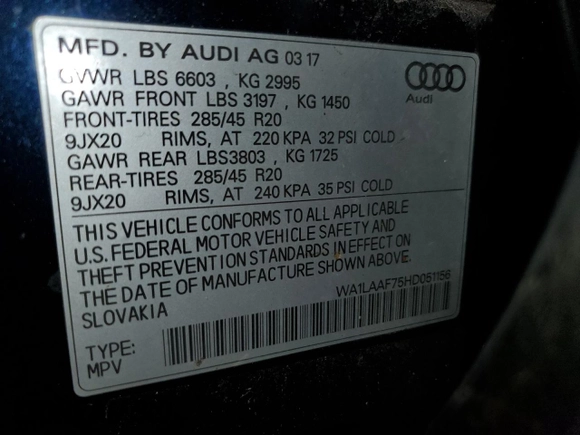 MFD. BY AUDI AG 03 17
GVWR LBS 6603 , KG 2995
GAWR FRONT LBS 3197 , KG 1450
FRONT-TIRES 285/45 R20
9JX20 RIMS, AT 220 KPA 32 PSI COLD
GAWR REAR LBS3803 , KG 1725
REAR-TIRES 285/45 R20
9JX20 RIMS, AT 240 KPA 35 PSI COLD
Audi
THIS VEHICLE CONFORMS TO ALL APPLICABLE
U.S. FEDERAL MOTOR VEHICLE SAFETY AND
THEFT PREVENTION STANDARDS IN EFFECT ON
THE DATE OF MANUFACTURE SHOWN ABOVE.
SLOVAKIA
WA1LAAF75HD051156
TYPE:
MPV